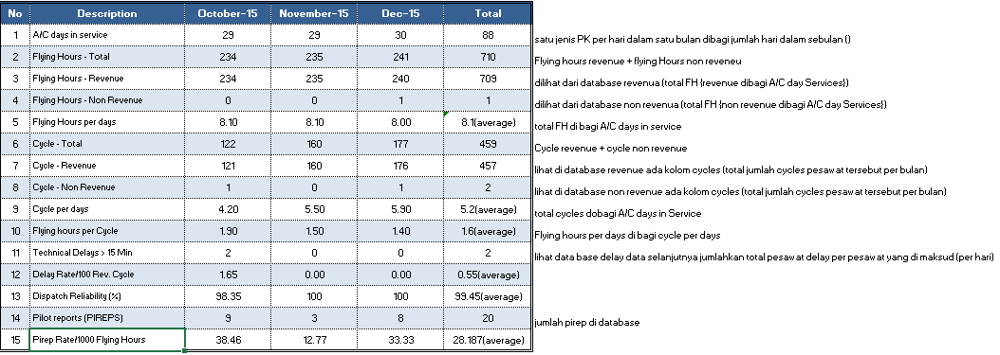 No Description October-15 November-15 Dec-15 Total
1 A/C days in service 29 29 30 88
satu jenis PK per hari dalam satu bulan dibagi jumlah hari dalam sebulan ()
2 Flying Hours - Total 234 235 241 710
Flying hours revenue + flying Hours non reveneu
3 Flying Hours - Revenue 234 235 240 709
dilihat dari database revenua (total FH {revenue dibagi A/C day Services})
4 Flying Hours - Non Revenue 0 0 1 1
dilihat dari database non revenua (total FH {non revenue dibagi A/C day Services})
5 Flying Hours per days 8.10 8.10 8.00 8.1(average)
total FH di bagi A/C days in service
6 Cycle - Total 122 160 177 459
Cycle revenue + cycle non revenue
7 Cycle - Revenue 121 160 176 457
lihat di database revenue ada kolom cycles (total jumlah cycles pesawat tersebut per bulan)
8 Cycle - Non Revenue 1 0 1 2
lihat di database non revenue ada kolom cycles (total jumlah cycles pesawat tersebut per bulan)
9 Cycle per days 4.20 5.50 5.90 5.2(average)
total cycles dobagi A/C days in Service
10 Flying hours per Cycle 1.90 1.50 1.40 1.6(average)
Flying hours per days di bagi cycle per days
11 Technical Delays > 15 Min 2 0 0 2
lihat data base delay data selanjutnya jumlahkan total pesawat delay per pesawat yang di maksud (per hari)
12 Delay Rate/100 Rev. Cycle 1.65 0.00 0.00 0.55(average)
13 Dispatch Reliability (%) 98.35 100 100 99.45(average)
14 Pilot reports (PIREPS) 9 3 8 20
jumlah pirep di database
15 Pirep Rate/1000 Flying Hours 38.46 12.77 33.33 28.187(average)